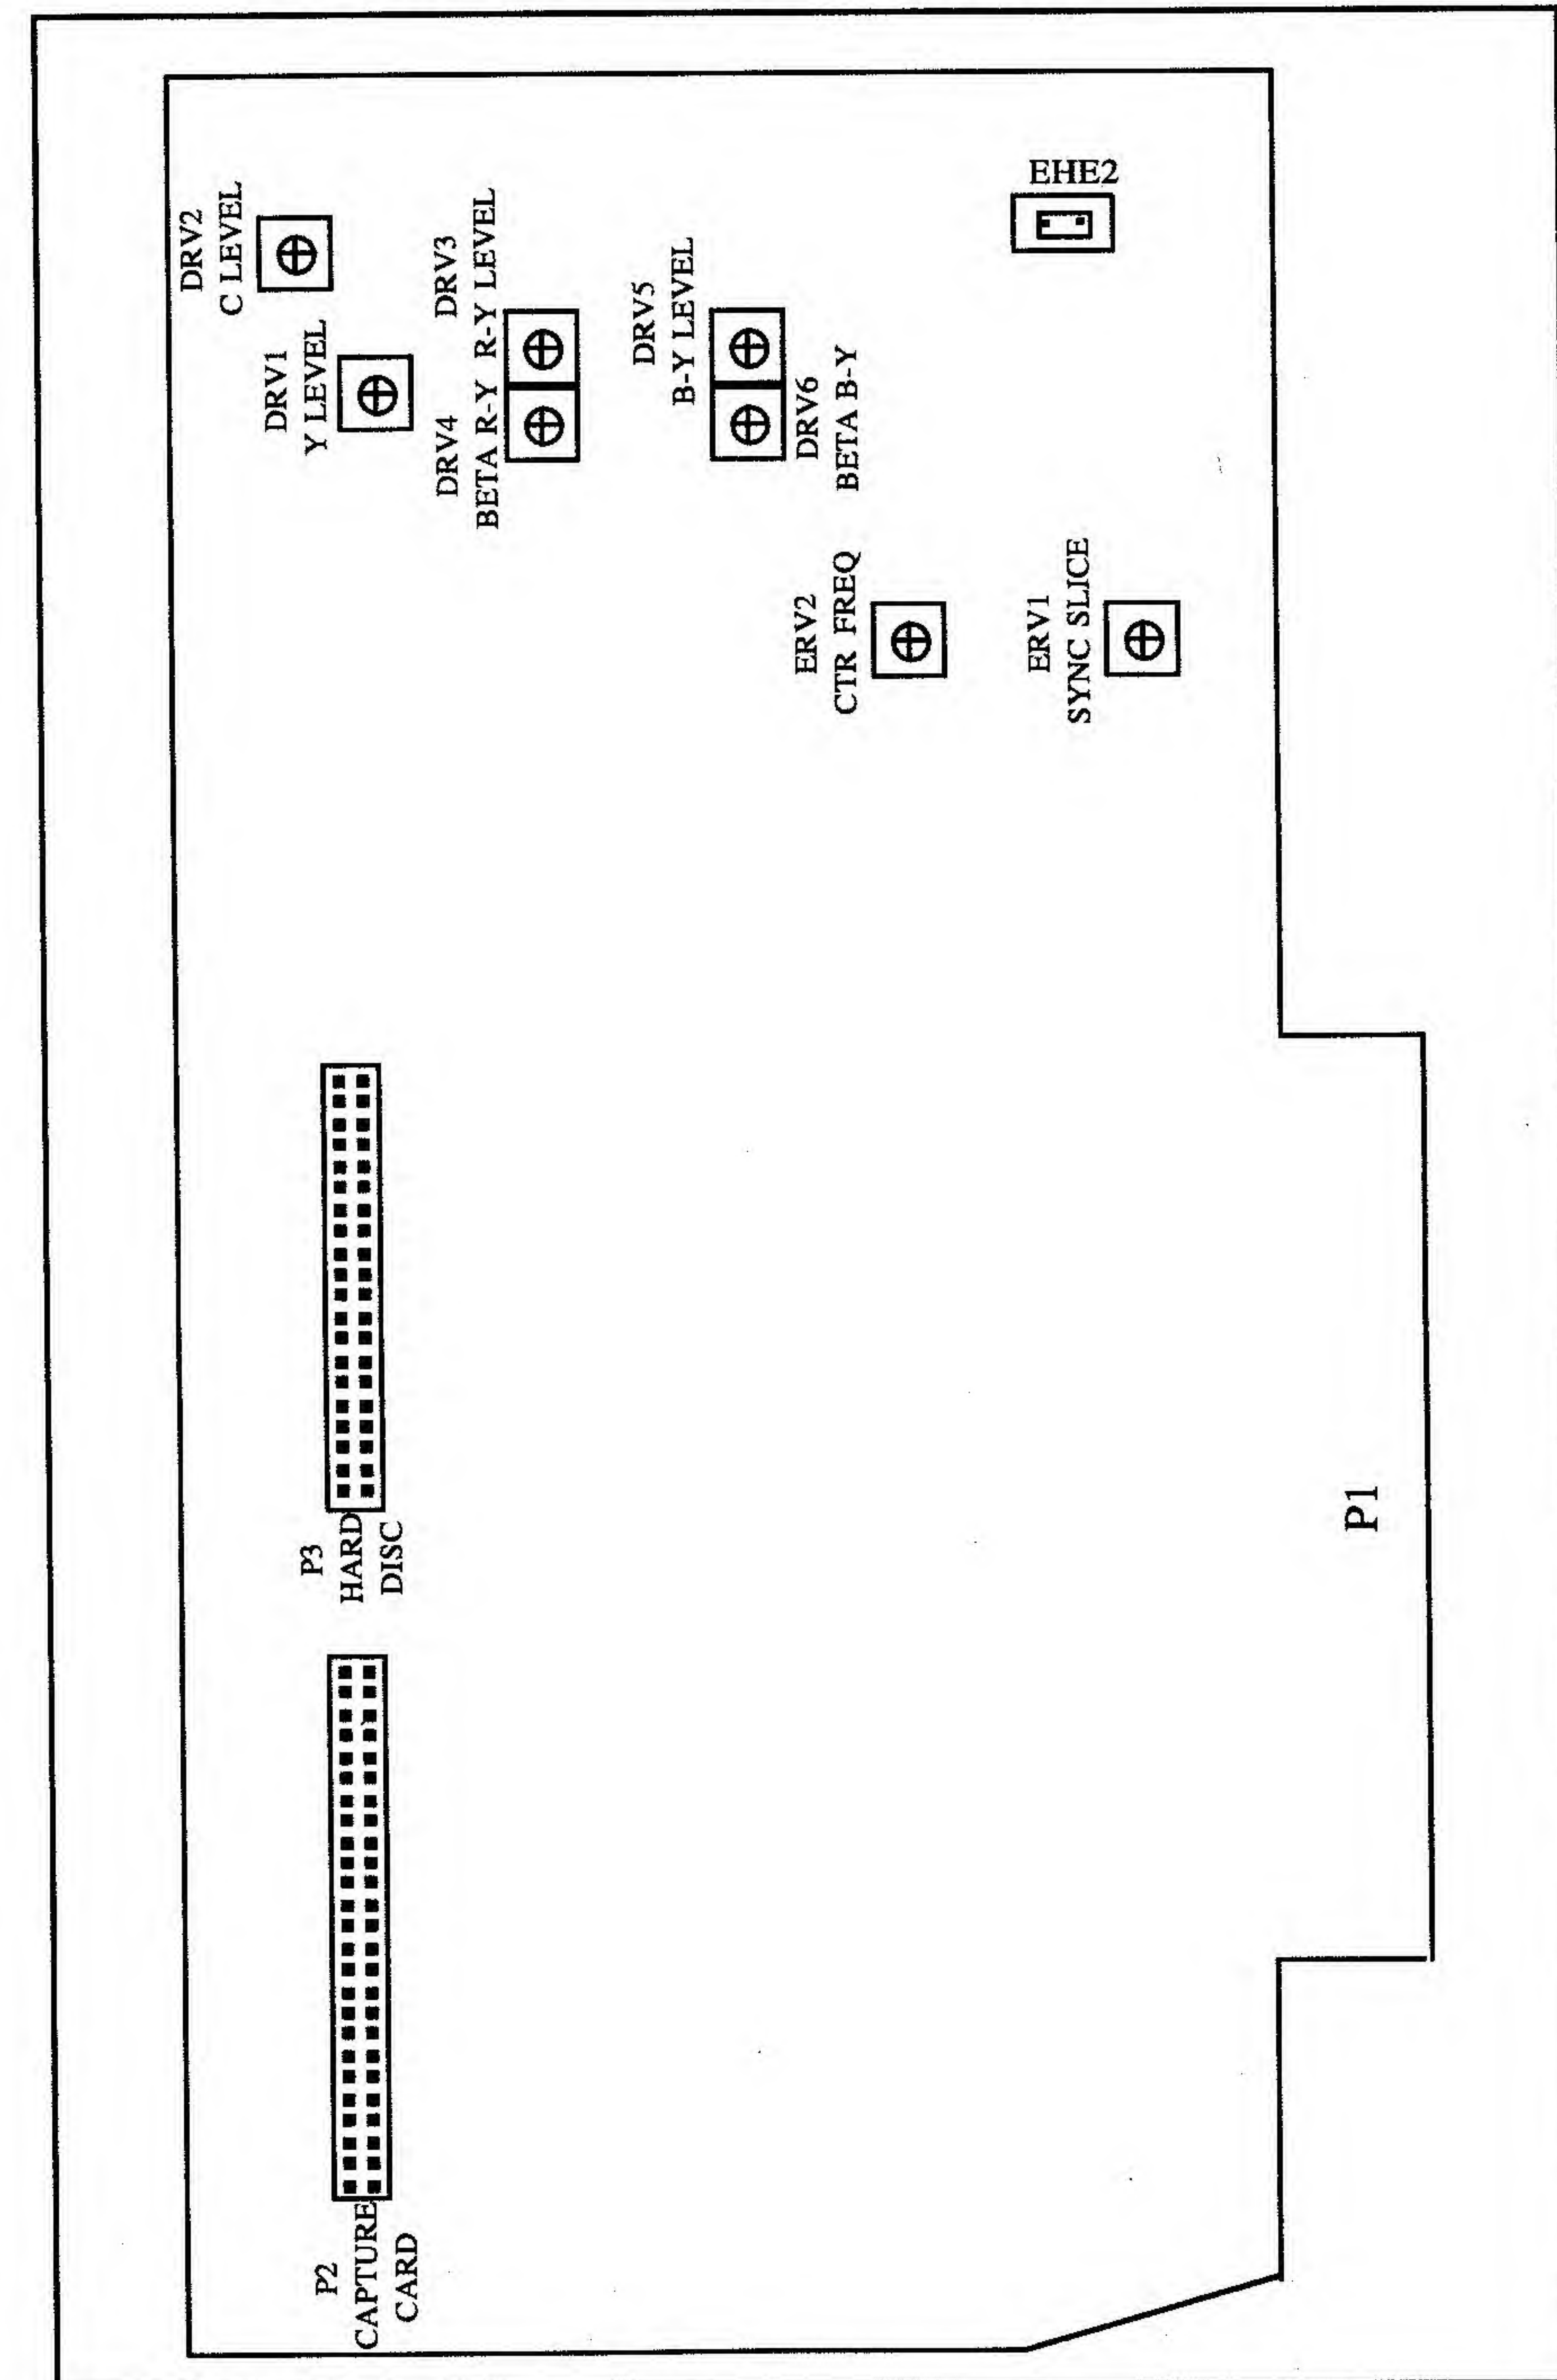 DRV2
C LEVEL
DRV1
Y LEVEL
DRV3
R-Y LEVEL
DRV4
BETA R-Y
DRV5
B-Y LEVEL
DRV6
BETA B-Y
EHE2
ERV2
CTR FREQ
ERV1
SYNC SLICE
P3
HARD
DISC
P2
CAPTURE
CARD
P1